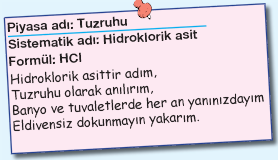 Piyasa adı: Tuzruhu
Sistematik adı: Hidroklorik asit
Formül: HCl
Hidroklorik asittir adım,
Tuzruhu olarak anılırım,
Banyo ve tuvaletlerde her an yanınızdayım
Eldivensiz dokunmayın yakarım.